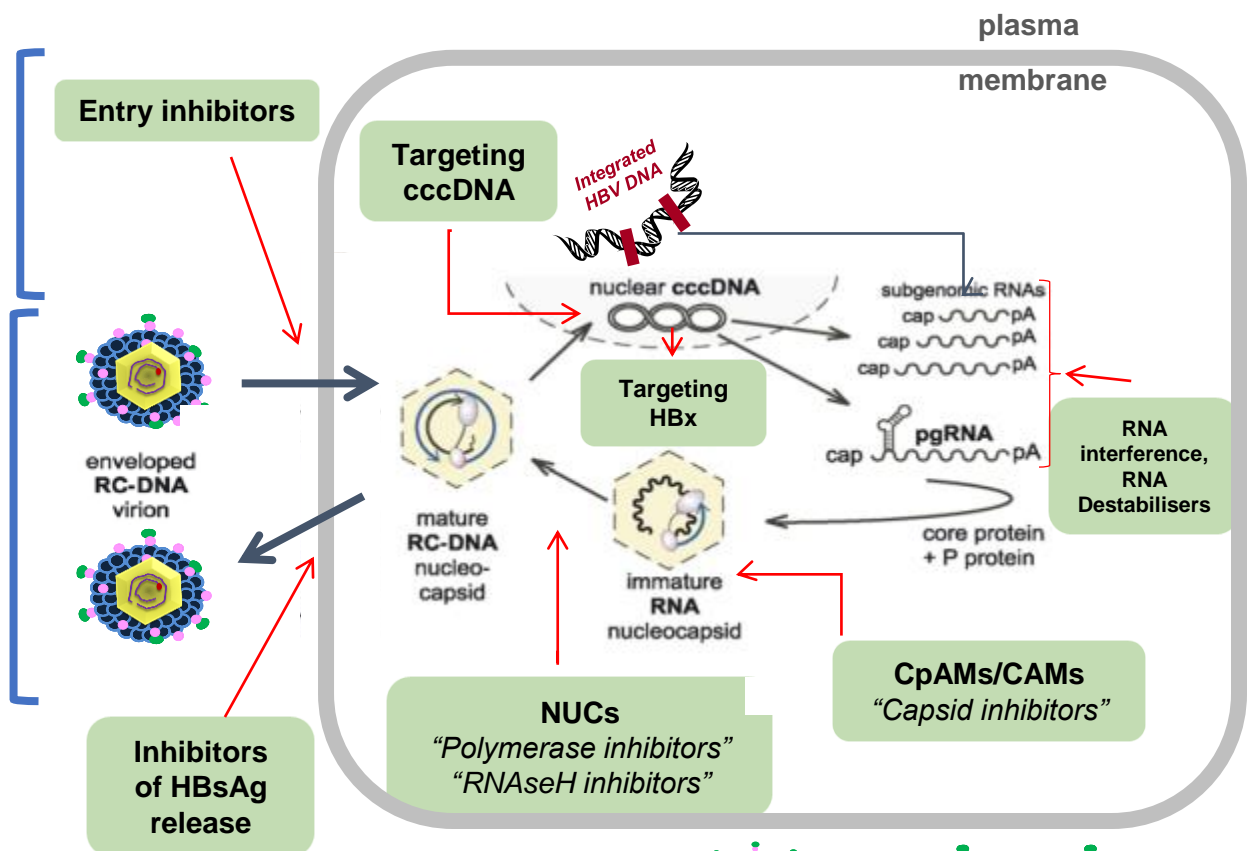 plasma
membrane
Entry inhibitors
Targeting
cccDNA
Integrated
HBV DNA
nuclear cccDNA
subgenomic RNAs
cap pA
cap pA
cap pA
Targeting
HBx
pgRNA
cap pA
RNA
interference,
RNA
Destabilisers
enveloped
RC-DNA
virion
mature
RC-DNA
nucleo-
capsid
immature
RNA
nucleocapsid
core protein
+ P protein
CpAMs/CAMs
“Capsid inhibitors”
NUCs
“Polymerase inhibitors”
“RNAseH inhibitors”
Inhibitors
of HBsAg
release